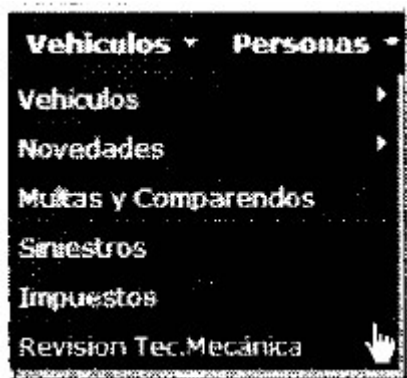 Vehiculos Personas
Vehiculos
Novedades
Multas y Comparendos
Siniestros
Impuestos
Revision Tec.Mecánica